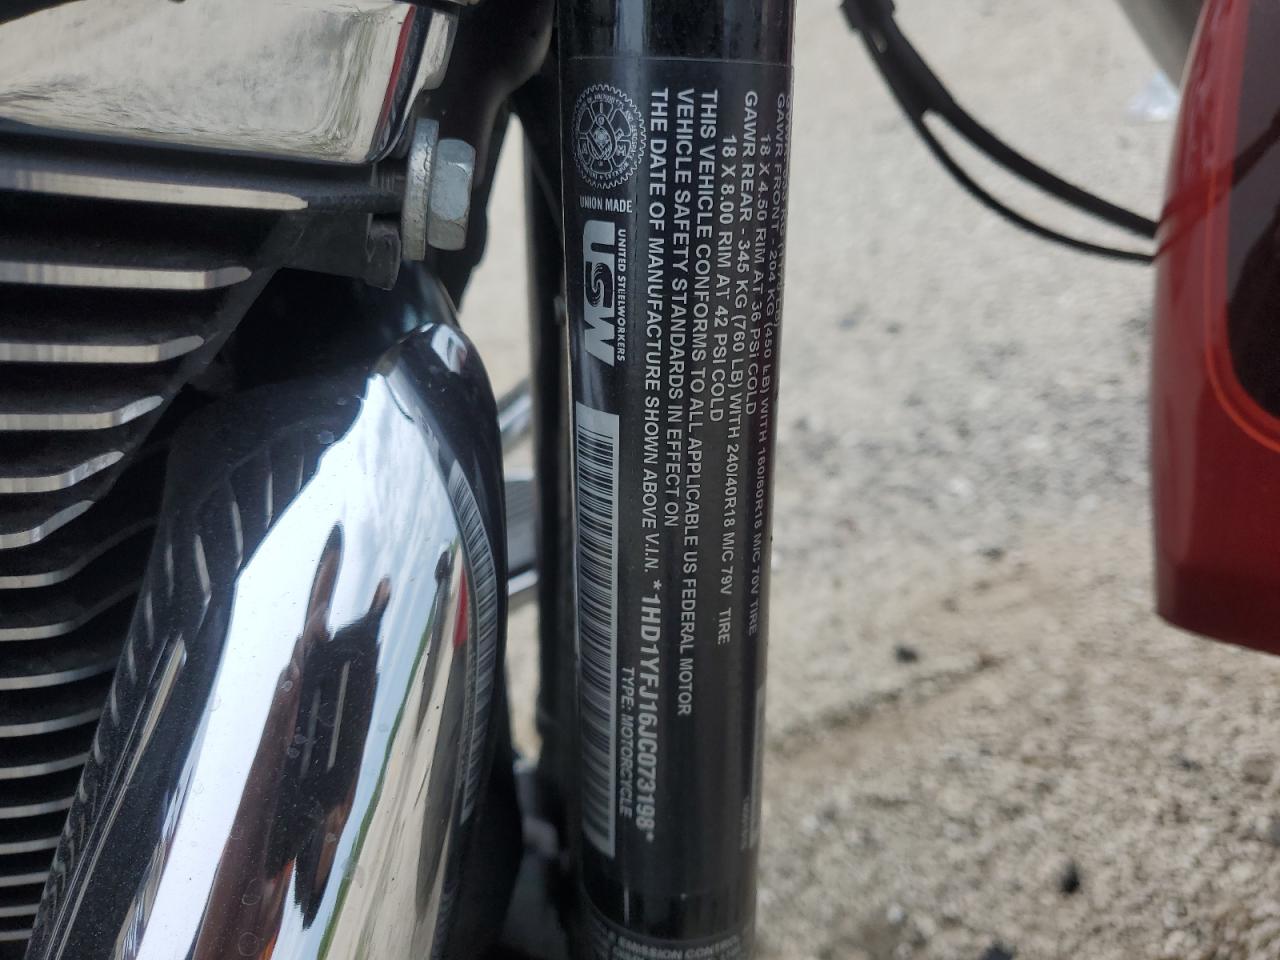 GAWR FRONT - 204 KG (450 LB) WITH 160/60R18 MIC 70V TIRE
18 X 4.50 RIM AT 36 PSI COLD
GAWR REAR - 345 KG (760 LB) WITH 240/40R18 MIC 79V TIRE
18 X 8.00 RIM AT 42 PSI COLD
THIS VEHICLE CONFORMS TO ALL APPLICABLE US FEDERAL MOTOR
VEHICLE SAFETY STANDARDS IN EFFECT ON
THE DATE OF MANUFACTURE SHOWN ABOVE V.I.N. *1HD1YFJ16JC073198*
TYPE: MOTORCYCLE
UNION MADE
UNITED STEELWORKERS
USW
EMISSION CONTROL